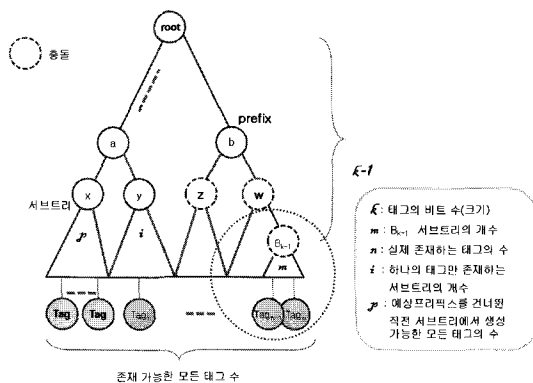 root
충돌
prefix
a
b
k-1
서브트리
x
y
z
w
p
i
B k-1
m
Tag
Tag
Tag
존재 가능한 모든 태그 수
k : 태그의 비트 수(크기)
m : B k-1 서브트리의 개수
n : 실제 존재하는 태그의 수
i : 하나의 태그만 존재하는
서브트리의 개수
p : 예상프리픽스를 건너뛴
직전 서브트리에서 생성
가능한 모든 태그의 수